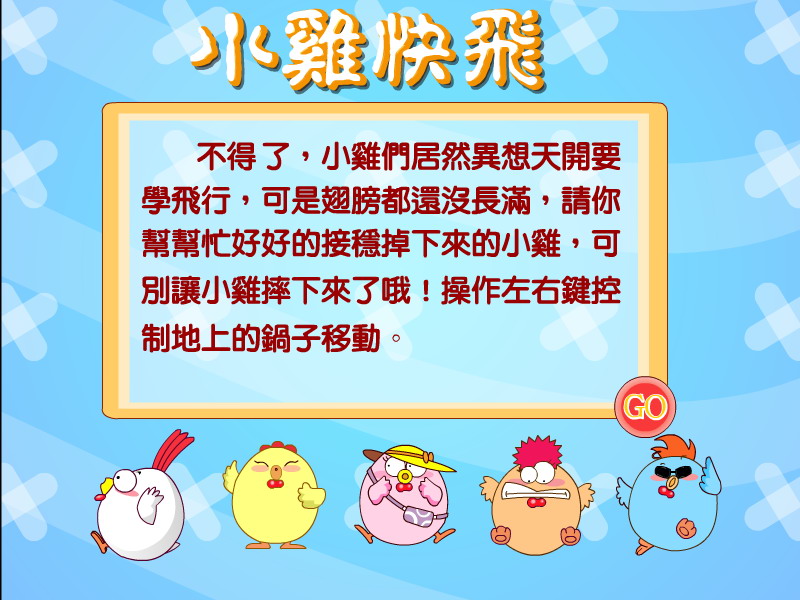 小雞快飛
不得了，小雞們居然異想天開要
學飛行，可是翅膀都還沒長滿，請你
幫幫忙好好的接穩掉下來的小雞，可
別讓小雞摔下來了哦！操作左右鍵控
制地上的鍋子移動。
GO